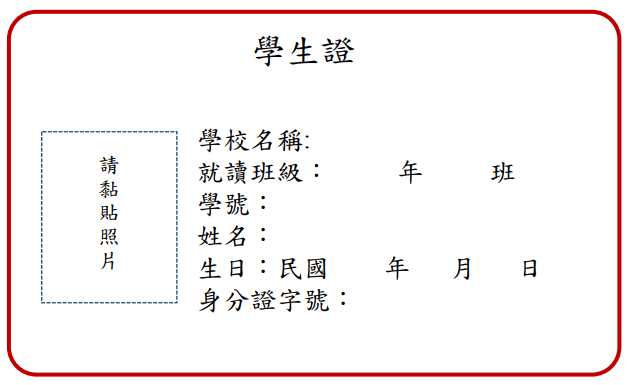 學生證
請黏貼照片
學校名稱:
就讀班級： 年 班
學號：
姓名：
生日：民國 年 月 日
身分證字號：